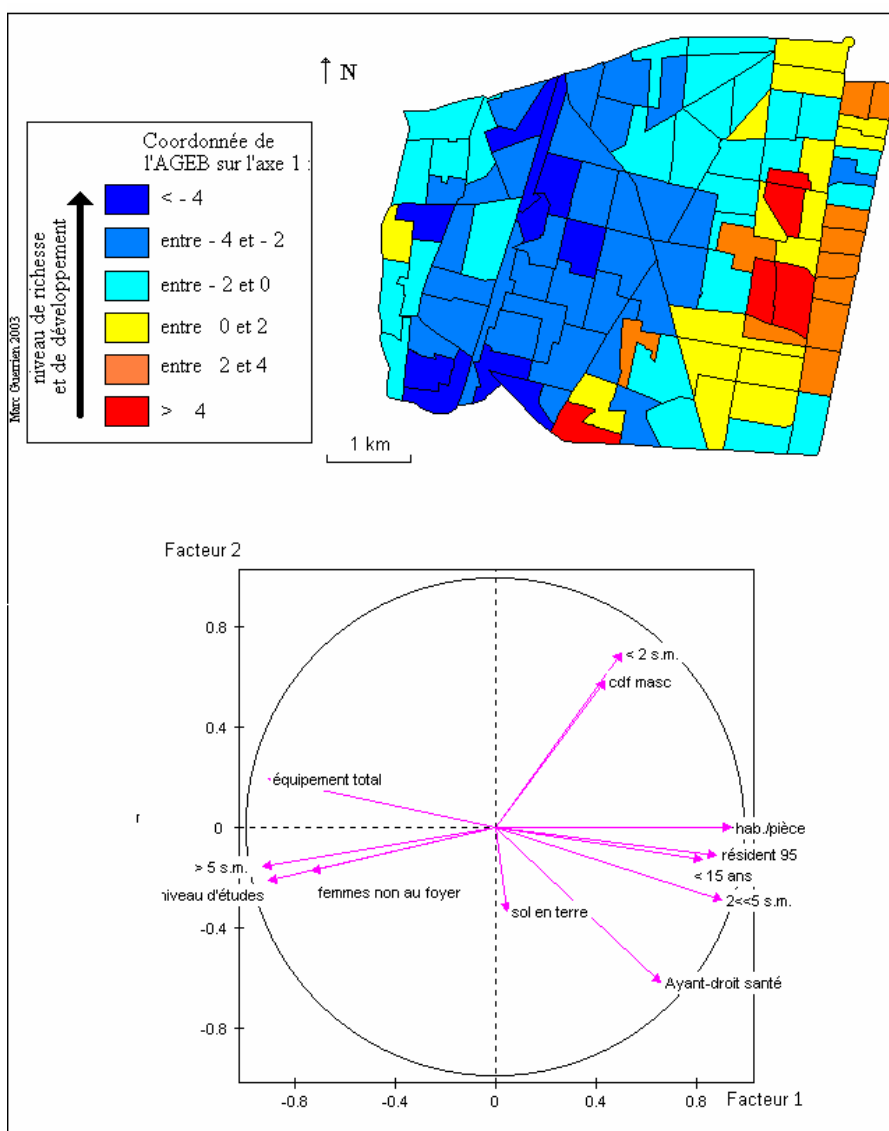 ↑ N
Coordonnée de
l'AGEB sur l'axe 1 :
< - 4
entre - 4 et - 2
entre - 2 et 0
entre 0 et 2
entre 2 et 4
> 4
niveau de richesse
et de développement
Marc Guerrien 2003
1 km
Facteur 2
0.8
0.4
0
-0.4
-0.8
< 2 s.m.
cdf masc
équipement total
hab./pièce
résident 95
< 15 ans
2<<5 s.m.
> 5 s.m.
niveau d'études
femmes non au foyer
sol en terre
Ayant-droit santé
-0.8
-0.4
0
0.4
0.8
Facteur 1